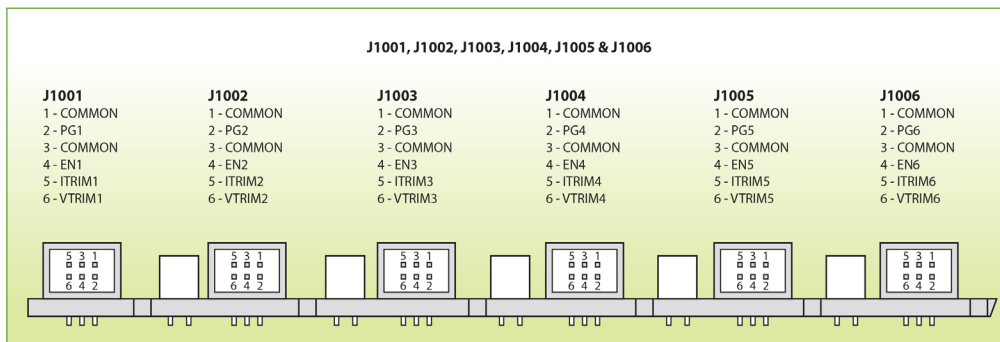 J1001, J1002, J1003, J1004, J1005 & J1006
J1001
1 - COMMON
2 - PG1
3 - COMMON
4 - EN1
5 - ITRIM1
6 - VTRIM1
J1002
1 - COMMON
2 - PG2
3 - COMMON
4 - EN2
5 - ITRIM2
6 - VTRIM2
J1003
1 - COMMON
2 - PG3
3 - COMMON
4 - EN3
5 - ITRIM3
6 - VTRIM3
J1004
1 - COMMON
2 - PG4
3 - COMMON
4 - EN4
5 - ITRIM4
6 - VTRIM4
J1005
1 - COMMON
2 - PG5
3 - COMMON
4 - EN5
5 - ITRIM5
6 - VTRIM5
J1006
1 - COMMON
2 - PG6
3 - COMMON
4 - EN6
5 - ITRIM6
6 - VTRIM6
5 3 1
6 4 2
5 3 1
6 4 2
5 3 1
6 4 2
5 3 1
6 4 2
5 3 1
6 4 2
5 3 1
6 4 2